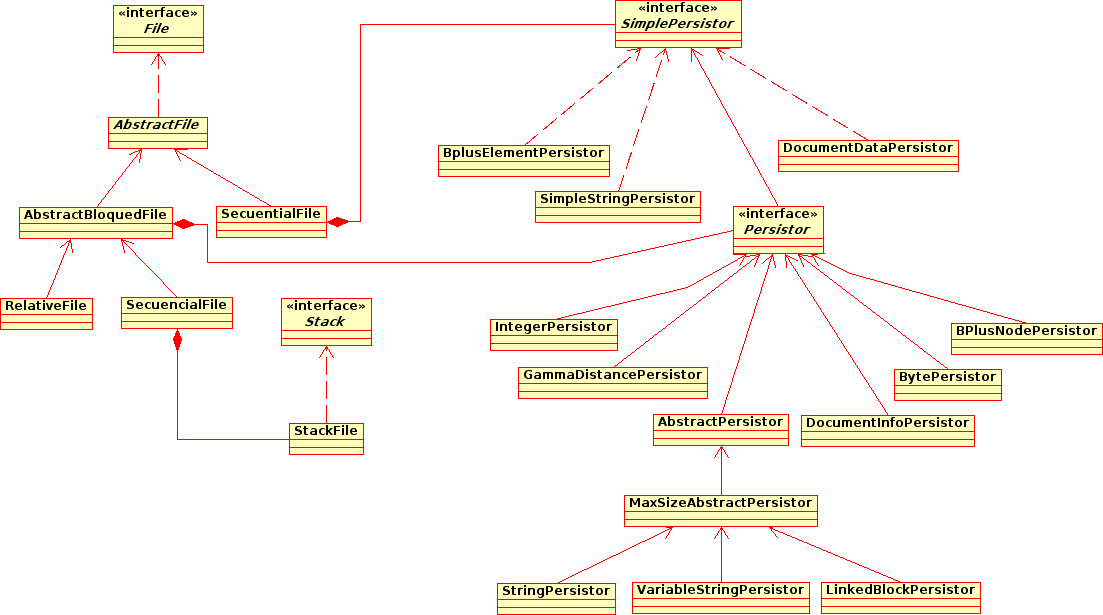 «interface»
File
«interface»
SimplePersistor
AbstractFile
BplusElementPersistor
DocumentDataPersistor
SimpleStringPersistor
AbstractBloquedFile
SecuentialFile
«interface»
Persistor
RelativeFile
SecuencialFile
«interface»
Stack
IntegerPersistor
BPlusNodePersistor
GammaDistancePersistor
BytePersistor
AbstractPersistor
DocumentInfoPersistor
StackFile
MaxSizeAbstractPersistor
StringPersistor
VariableStringPersistor
LinkedBlockPersistor